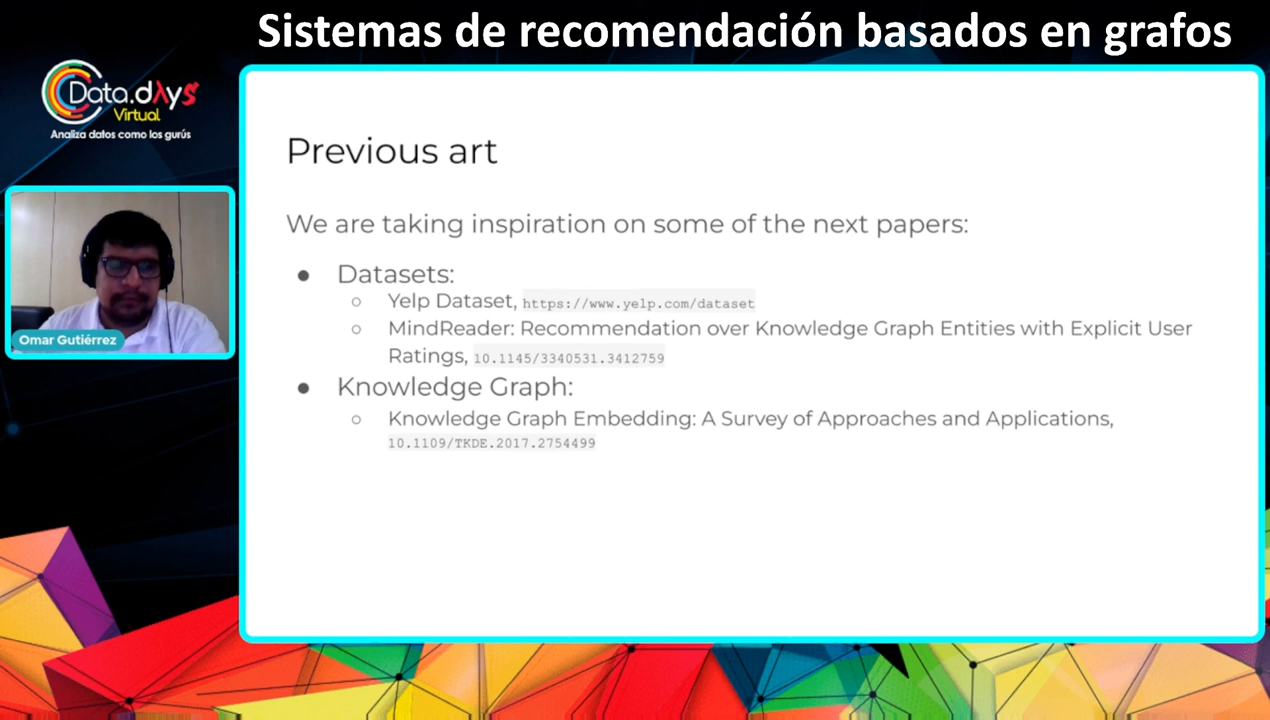 Sistemas de recomendación basados en grafos
Data.dλys
Virtual
Analiza datos como los gurús
Omar Gutiérrez
Previous art
We are taking inspiration on some of the next papers:
● Datasets:
○ Yelp Dataset, https://www.yelp.com/dataset
○ MindReader: Recommendation over Knowledge Graph Entities with Explicit User
Ratings, 10.1145/3340531.3412759
● Knowledge Graph:
○ Knowledge Graph Embedding: A Survey of Approaches and Applications,
10.1109/TKDE.2017.2754499